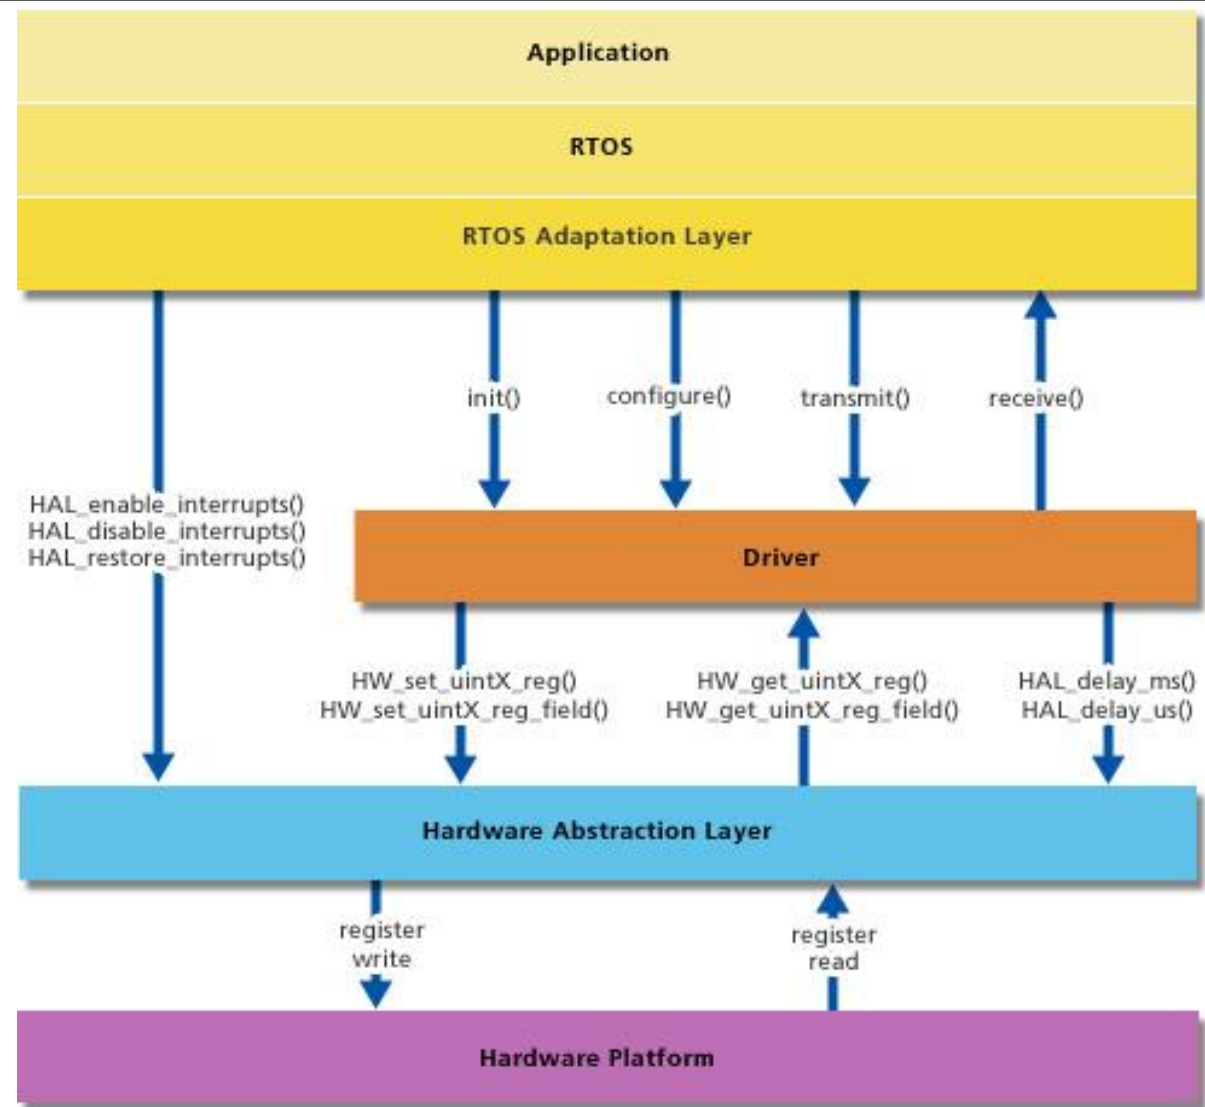 Application
RTOS
RTOS Adaptation Layer
init()
configure()
transmit()
receive()
HAL_enable_interrupts()
HAL_disable_interrupts()
HAL_restore_interrupts()
Driver
HW_set_uintX_reg()
HW_set_uintX_reg_field()
HW_get_uintX_reg()
HW_get_uintX_reg_field()
HAL_delay_ms()
HAL_delay_us()
Hardware Abstraction Layer
register
write
register
read
Hardware Platform